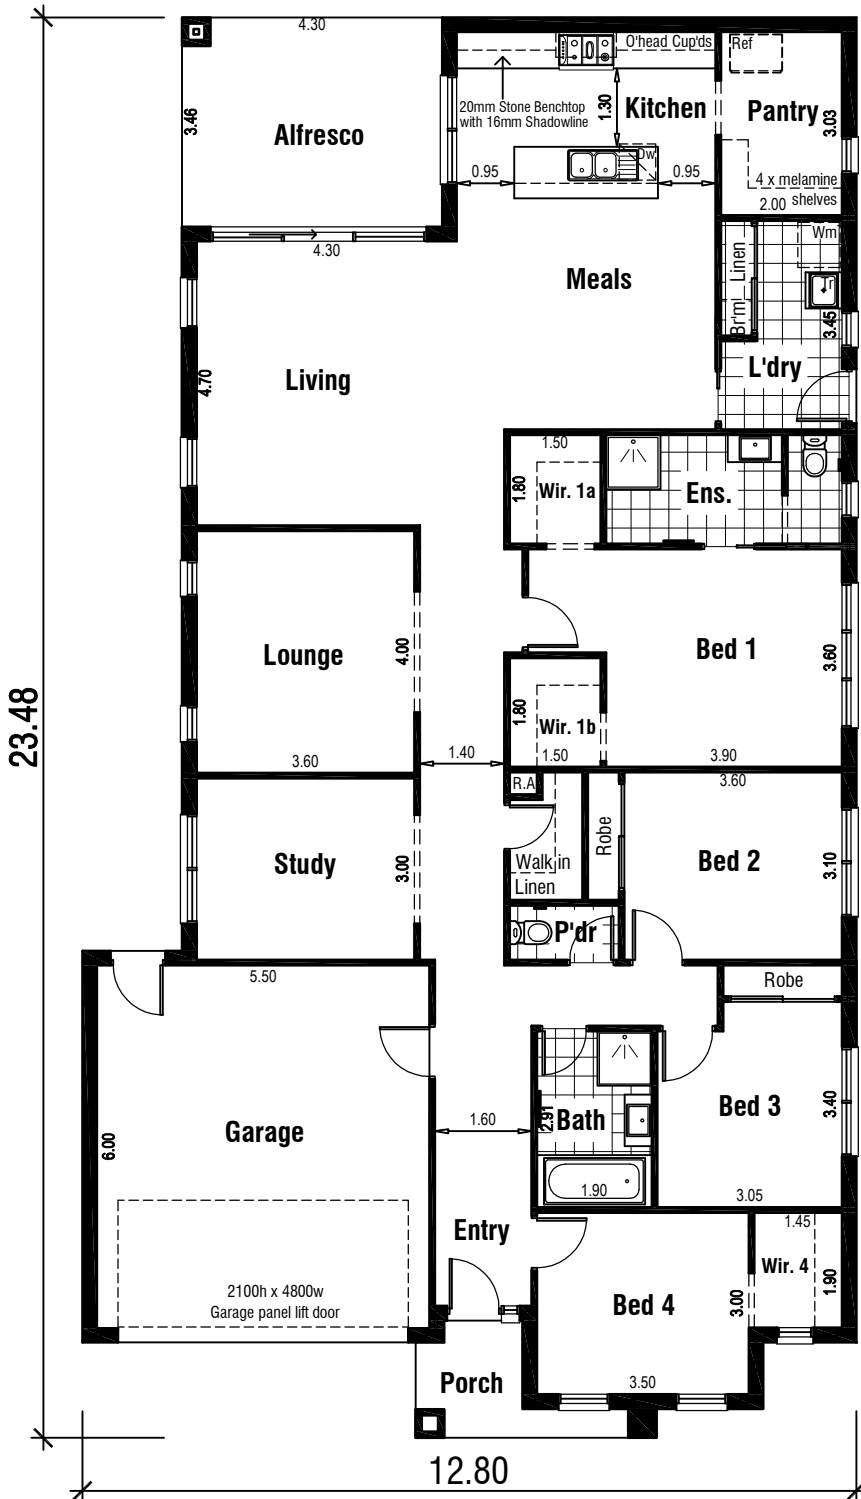 4.30
O'head Cup'ds
Ref
20mm Stone Benchtop
with 16mm Shadowline
1.30
Kitchen
Pantry
3.03
3.46
Alfresco
Dw
0.95
0.95
4 x melamine
shelves
2.00
4.30
Wm
Linen
Br'm
Tr
3.45
Meals
L'dry
Living
4.70
1.50
1.80
Wir. 1a
Ens.
Lounge
4.00
Bed 1
3.60
1.80
Wir. 1b
1.50
3.90
3.60
1.40
23.48
3.60
R.A
Robe
Study
3.00
Walk in
Linen
Bed 2
3.10
P'dr
5.50
Robe
Garage
6.00
1.60
2.91
Bath
Bed 3
3.40
1.90
3.05
Entry
1.45
Wir. 4
1.90
2100h x 4800w
Garage panel lift door
Bed 4
3.00
Porch
3.50
12.80